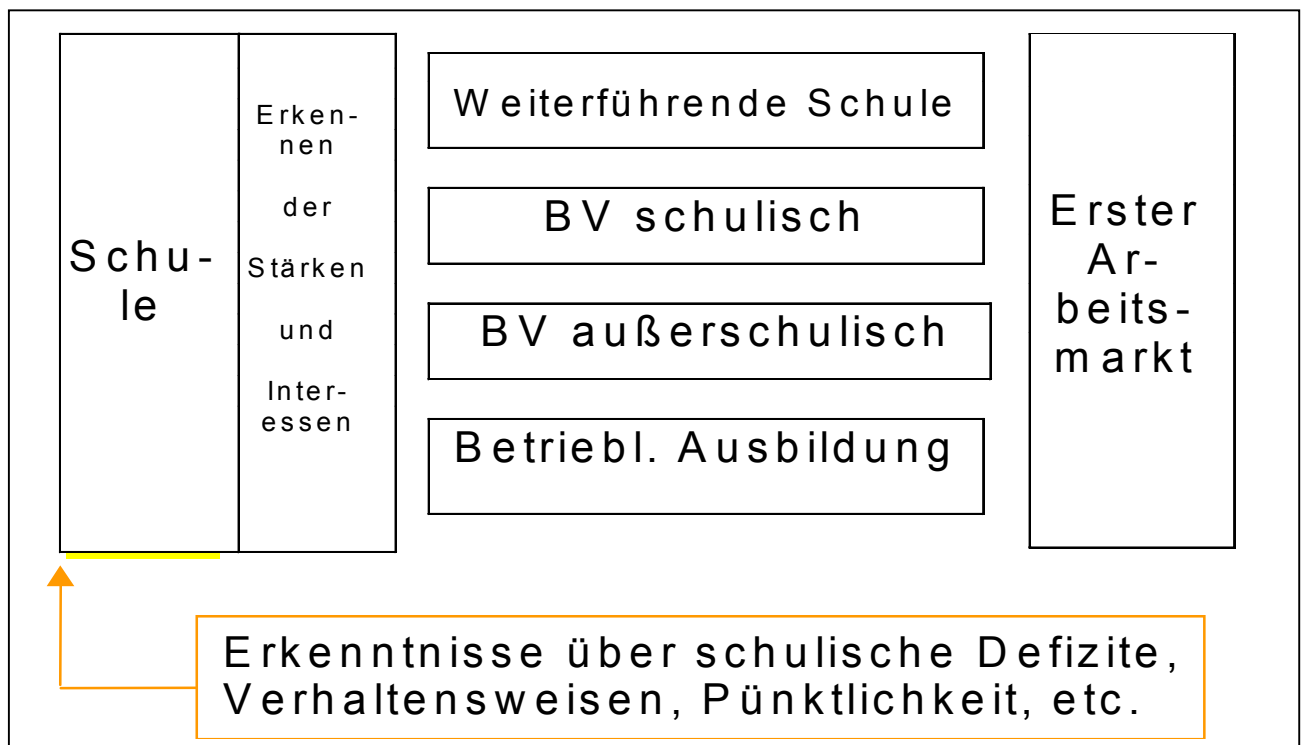 Schu-
le
Erken-
nen
der
Stärken
und
Inter-
essen
Weiterführende Schule
BV schulisch
BV außerschulisch
Betriebl. Ausbildung
Erster
Ar-
beits-
markt
Erkenntnisse über schulische Defizite,
Verhaltensweisen, Pünktlichkeit, etc.